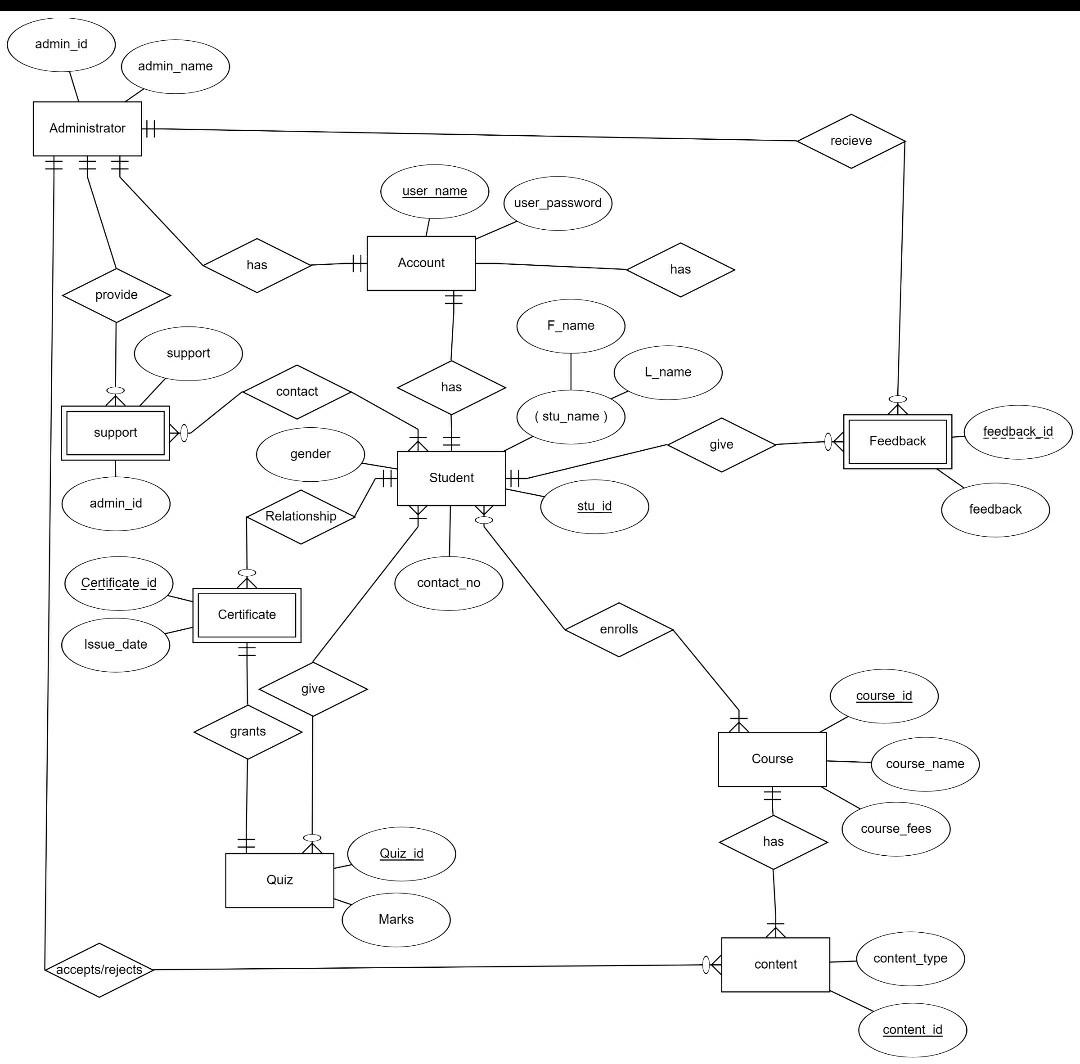 admin_id
admin_name
Administrator
recieve
user_name
user_password
has
Account
has
provide
F_name
support
L_name
contact
has
( stu_name )
support
give
Feedback
feedback_id
gender
Student
admin_id
Relationship
stu_id
feedback
Certificate_id
contact_no
Certificate
enrolls
Issue_date
give
course_id
grants
Course
course_name
course_fees
has
Quiz_id
Quiz
Marks
accepts/rejects
content
content_type
content_id